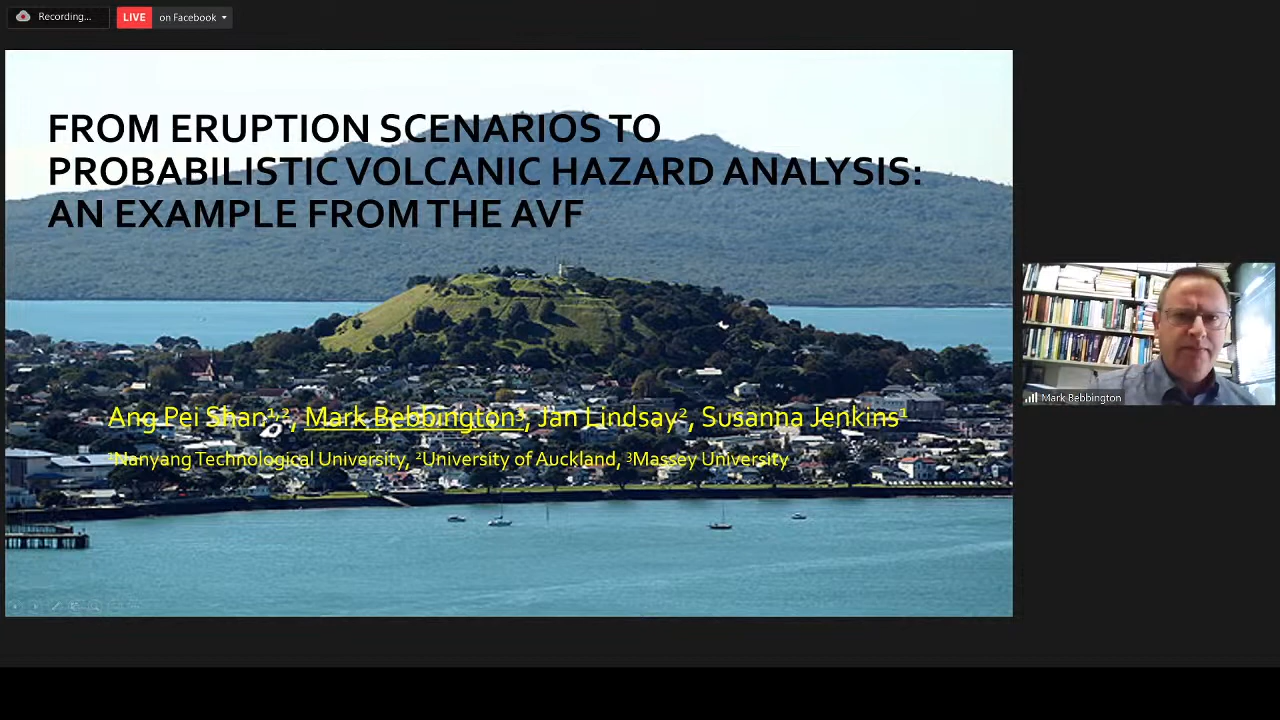 Recording...
LIVE on Facebook
FROM ERUPTION SCENARIOS TO
PROBABILISTIC VOLCANIC HAZARD ANALYSIS:
AN EXAMPLE FROM THE AVF
Ang Pei Shan¹,², Mark Bebbington³, Jan Lindsay², Susanna Jenkins¹
¹Nanyang Technological University, ²University of Auckland, ³Massey University
Mark Bebbington